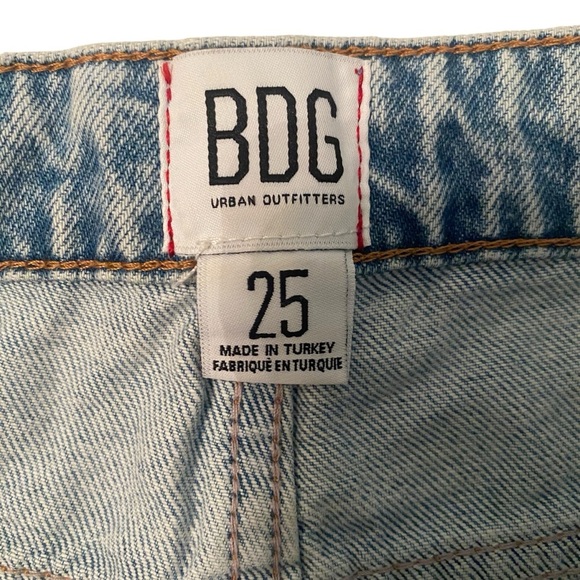 BDG
URBAN OUTFITTERS
25
MADE IN TURKEY
FABRIQUÉ EN TURQUIE